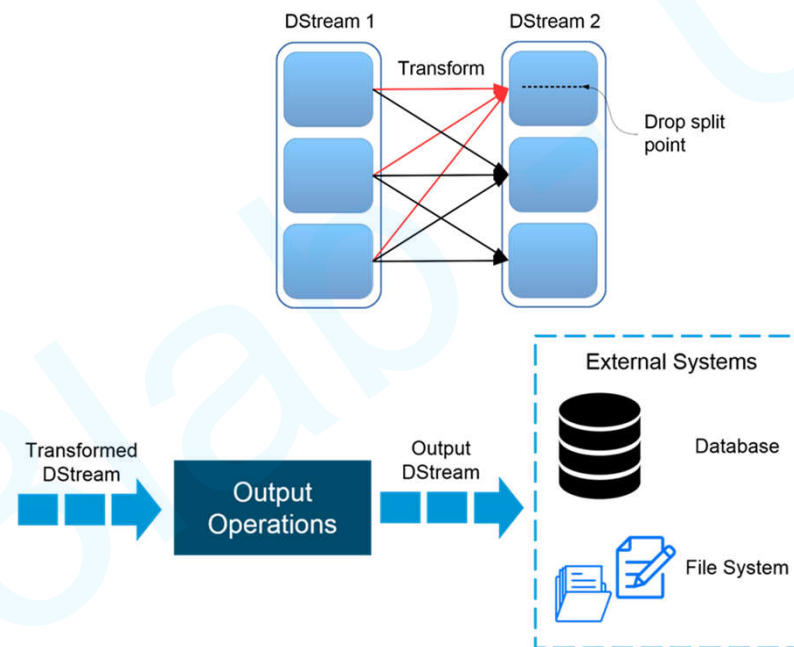 DStream 1
DStream 2
Transform
Drop split
point
External Systems
Transformed
DStream
Output
DStream
Output
Operations
Database
File System